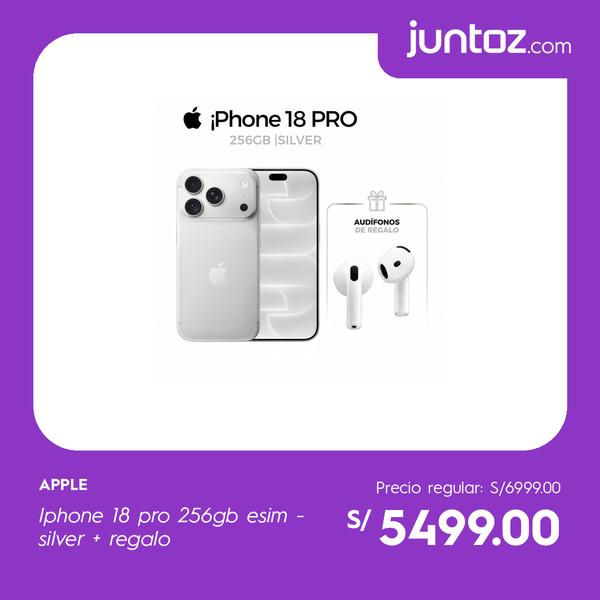 juntoz.com
iPhone 18 PRO
256GB |SILVER
AUDÍFONOS
DE REGALO
APPLE
Iphone 18 pro 256gb esim -
silver + regalo
Precio regular: S/6999.00
S/ 5499.00